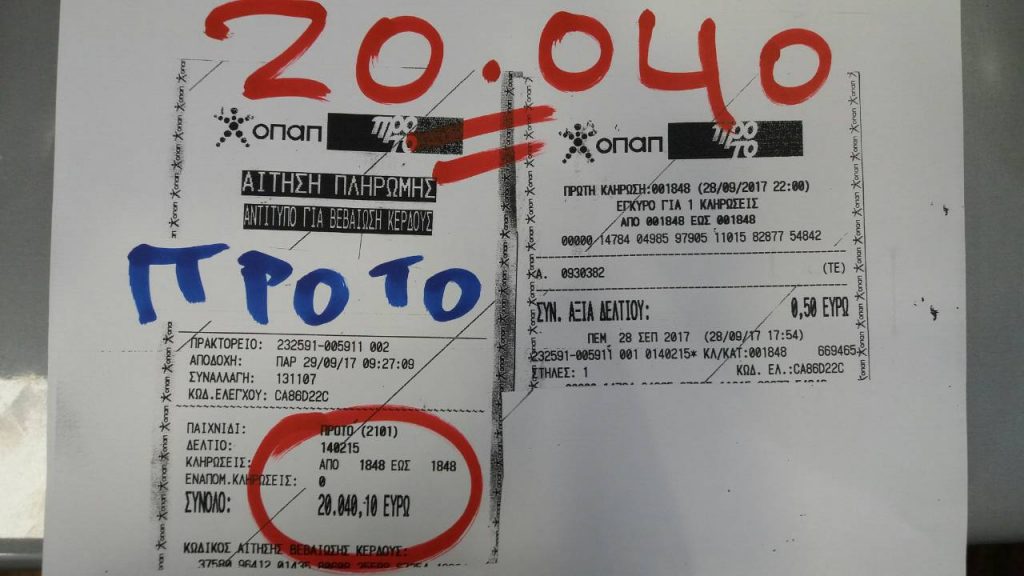 20.040
οπαπ προτο
ΑΙΤΗΣΗ ΠΛΗΡΩΜΗΣ
ΑΝΤΙΤΥΠΟ ΓΙΑ ΒΕΒΑΙΩΣΗ ΚΕΡΔΟΥΣ
ΠΡΟΤΟ
ΠΡΑΚΤΟΡΕΙΟ: 232591-005911 002
ΑΠΟΔΟΧΗ: ΠΑΡ 29/09/17 09:27:09
ΣΥΝΑΛΛΑΓΗ: 131107
ΚΩΔ.ΕΛΕΓΧΟΥ: CA86D22C
ΠΑΙΧΝΙΔΙ: ΠΡΟΤΟ (2101)
ΔΕΛΤΙΟ: 140215
ΚΛΗΡΩΣΕΙΣ: ΑΠΟ 1848 ΕΩΣ 1848
ΕΝΑΠΟΜ.ΚΛΗΡΩΣΕΙΣ: 0
ΣΥΝΟΛΟ: 20.040,10 ΕΥΡΩ
ΚΩΔΙΚΟΣ ΑΙΤΗΣΗΣ ΒΕΒΑΙΩΣΗΣ ΚΕΡΔΟΥΣ:
οπαπ προτο
ΠΡΩΤΗ ΚΛΗΡΩΣΗ:001848 (28/09/2017 22:00)
ΕΓΚΥΡΟ ΓΙΑ 1 ΚΛΗΡΩΣΕΙΣ
ΑΠΟ 001848 ΕΩΣ 001848
00000 14784 04985 97905 11015 82877 54842
Α. 0930382 (ΤΕ)
ΣΥΝ. ΑΞΙΑ ΔΕΛΤΙΟΥ: 0,50 ΕΥΡΩ
ΠΕΜ 28 ΣΕΠ 2017 (28/09/17 17:54)
232591-005911 001 0140215* ΚΛ/ΚΑΤ:001848 669465
ΣΤΗΛΕΣ: 1 ΚΩΔ. ΕΛ.:CA86D22C